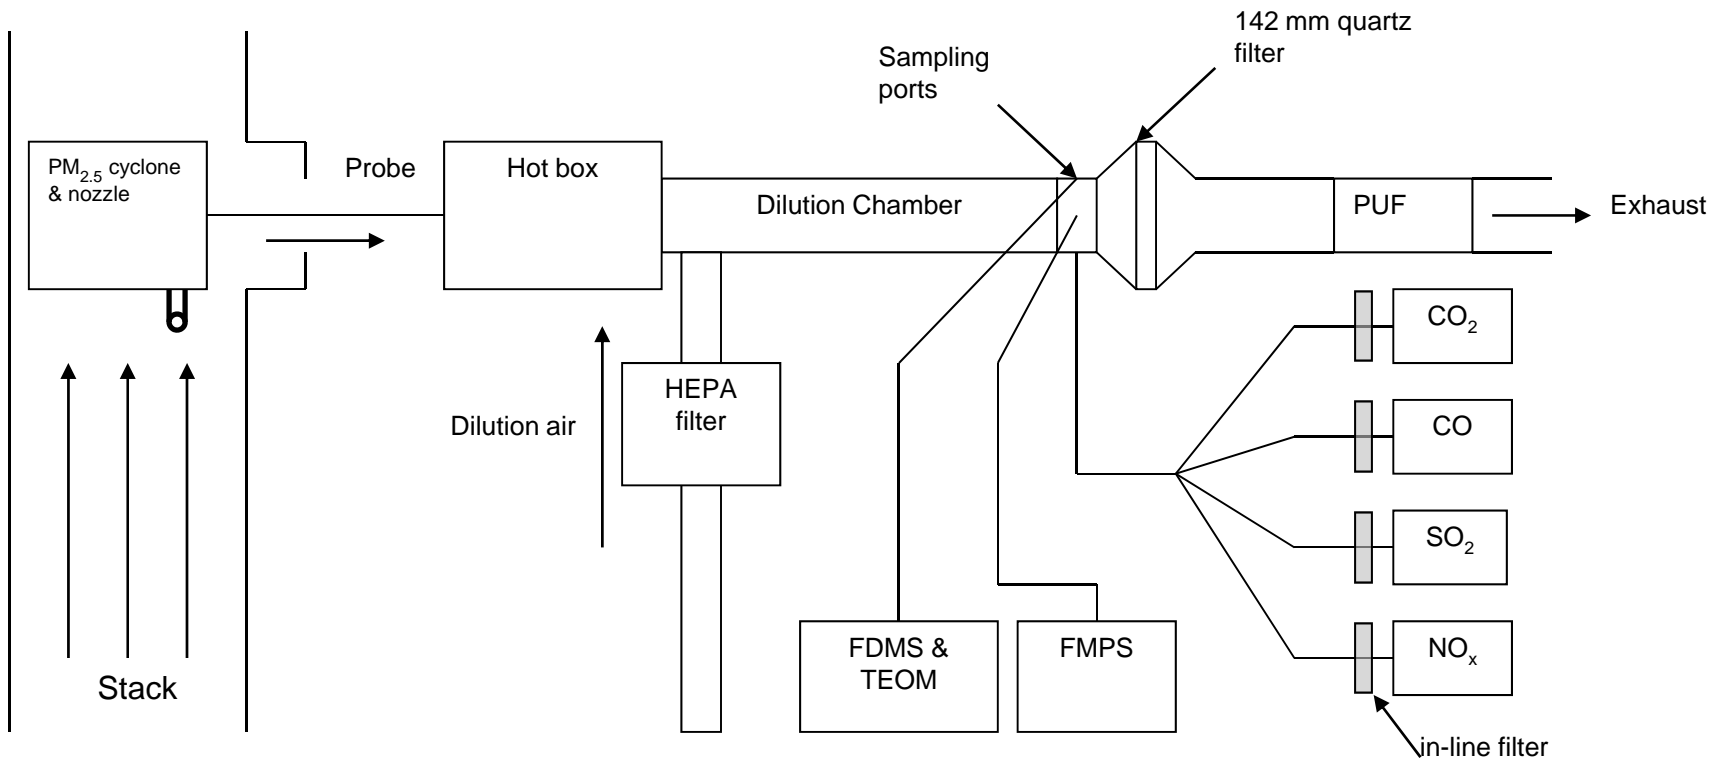 142 mm quartz
filter
Sampling
ports
PM2.5 cyclone
& nozzle
Probe
Hot box
Dilution Chamber
PUF
Exhaust
CO2
HEPA
filter
Dilution air
CO
SO2
FDMS &
TEOM
FMPS
NOx
Stack
in-line filter